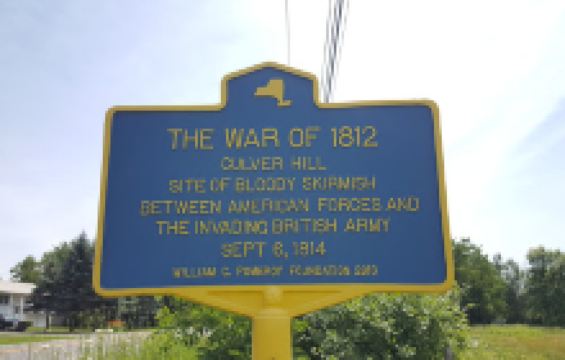 THE WAR OF 1812
CULVER HILL
SITE OF BLOODY SKIRMISH
BETWEEN AMERICAN FORCES AND
THE INVADING BRITISH ARMY
SEPT 6, 1814
WILLIAM G. POMEROY FOUNDATION